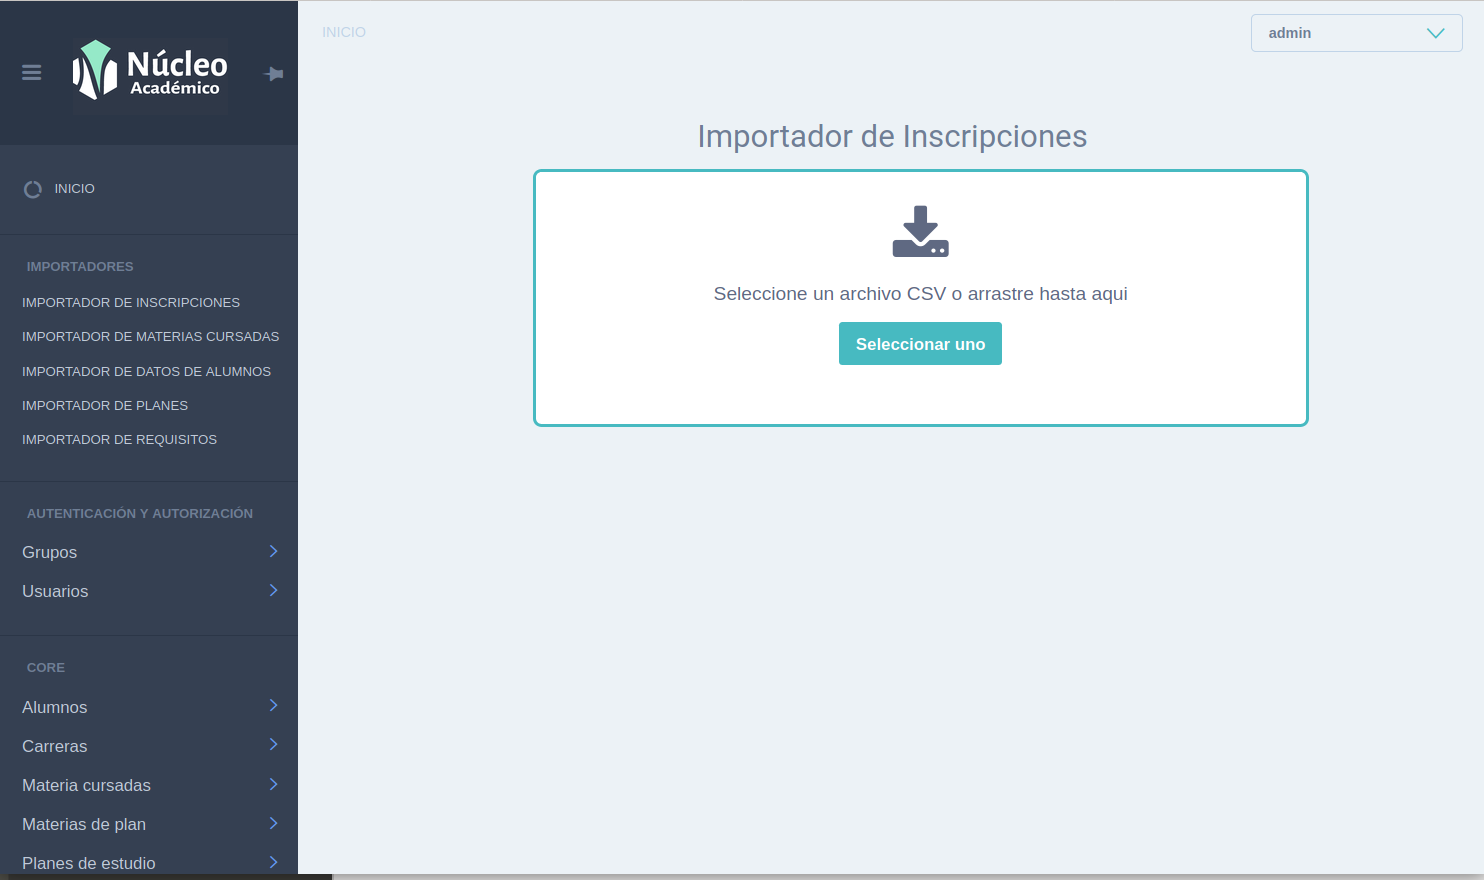 Núcleo
Académico
INICIO
admin
INICIO
IMPORTADORES
IMPORTADOR DE INSCRIPCIONES
IMPORTADOR DE MATERIAS CURSADAS
IMPORTADOR DE DATOS DE ALUMNOS
IMPORTADOR DE PLANES
IMPORTADOR DE REQUISITOS
AUTENTICACIÓN Y AUTORIZACIÓN
Grupos
Usuarios
CORE
Alumnos
Carreras
Materia cursadas
Materias de plan
Planes de estudio
Importador de Inscripciones
Seleccione un archivo CSV o arrastre hasta aqui
Seleccionar uno